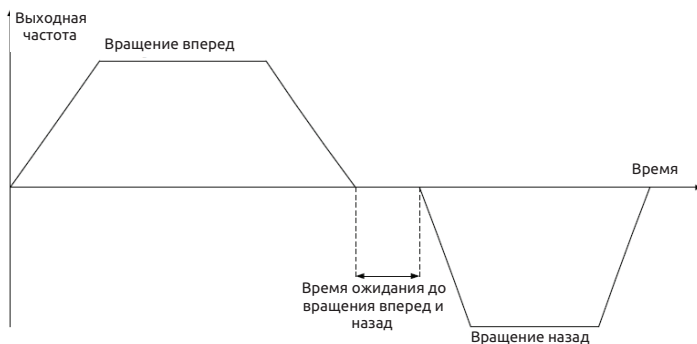 Выходная
частота
Вращение вперед
Время
Время ожидания до
вращения вперед и
назад
Вращение назад